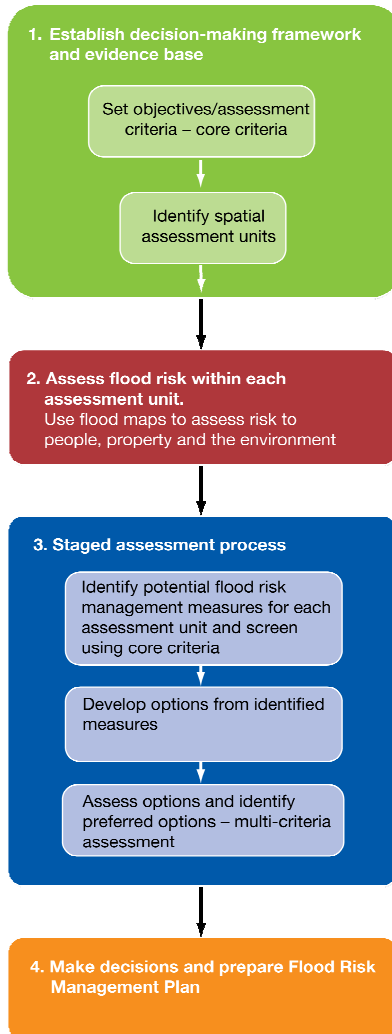 1. Establish decision-making framework
and evidence base
Set objectives/assessment
criteria – core criteria
Identify spatial
assessment units
2. Assess flood risk within each
assessment unit.
Use flood maps to assess risk to
people, property and the environment
3. Staged assessment process
Identify potential flood risk
management measures for each
assessment unit and screen
using core criteria
Develop options from identified
measures
Assess options and identify
preferred options – multi-criteria
assessment
4. Make decisions and prepare Flood Risk
Management Plan